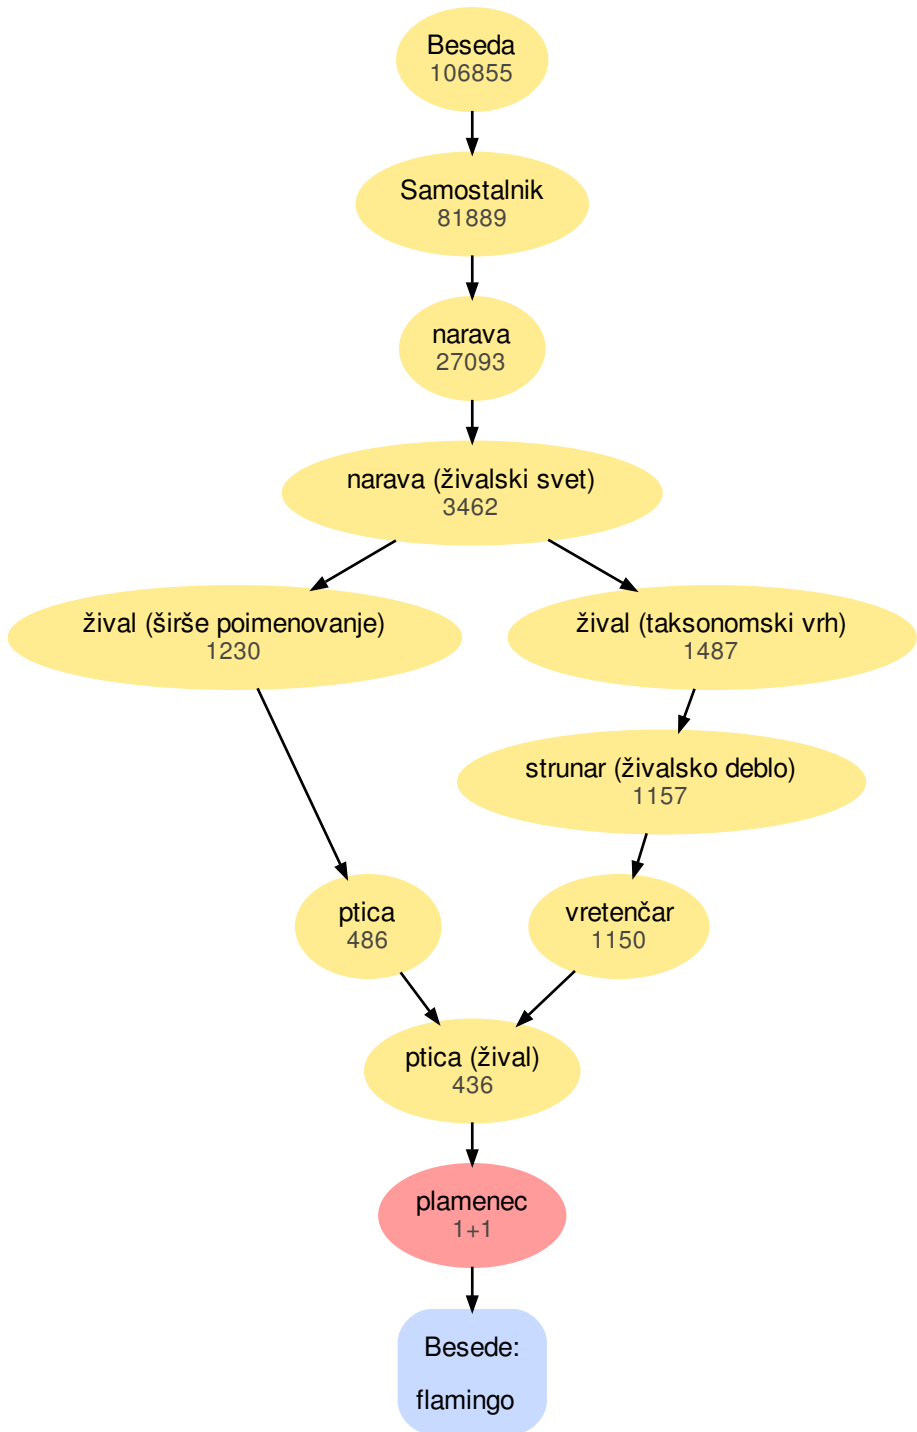 Beseda
106855
Samostalnik
81889
narava
27093
narava (živalski svet)
3462
žival (širše poimenovanje)
1230
žival (taksonomski vrh)
1487
strunar (živalsko deblo)
1157
ptica
486
vretenčar
1150
ptica (žival)
436
plamenec
1+1
Besede:
flamingo